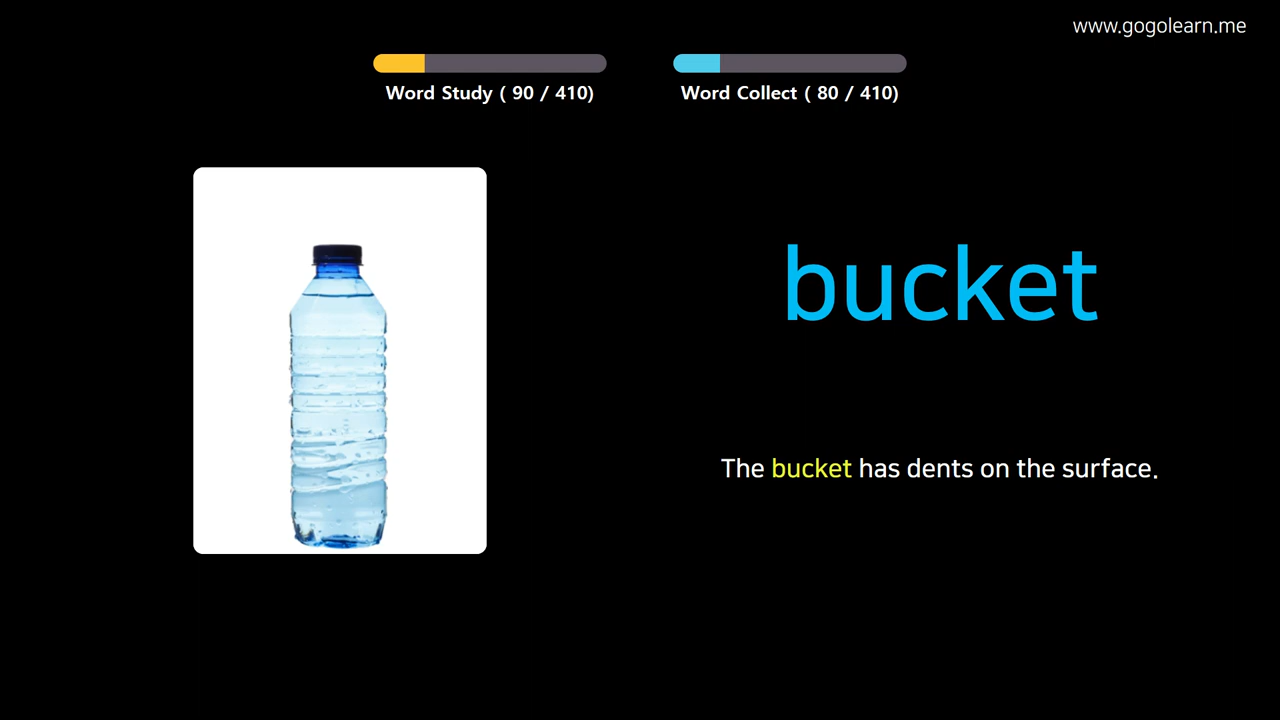 www.gogolearn.me
Word Study ( 90 / 410)
Word Collect ( 80 / 410)
bucket
The bucket has dents on the surface.